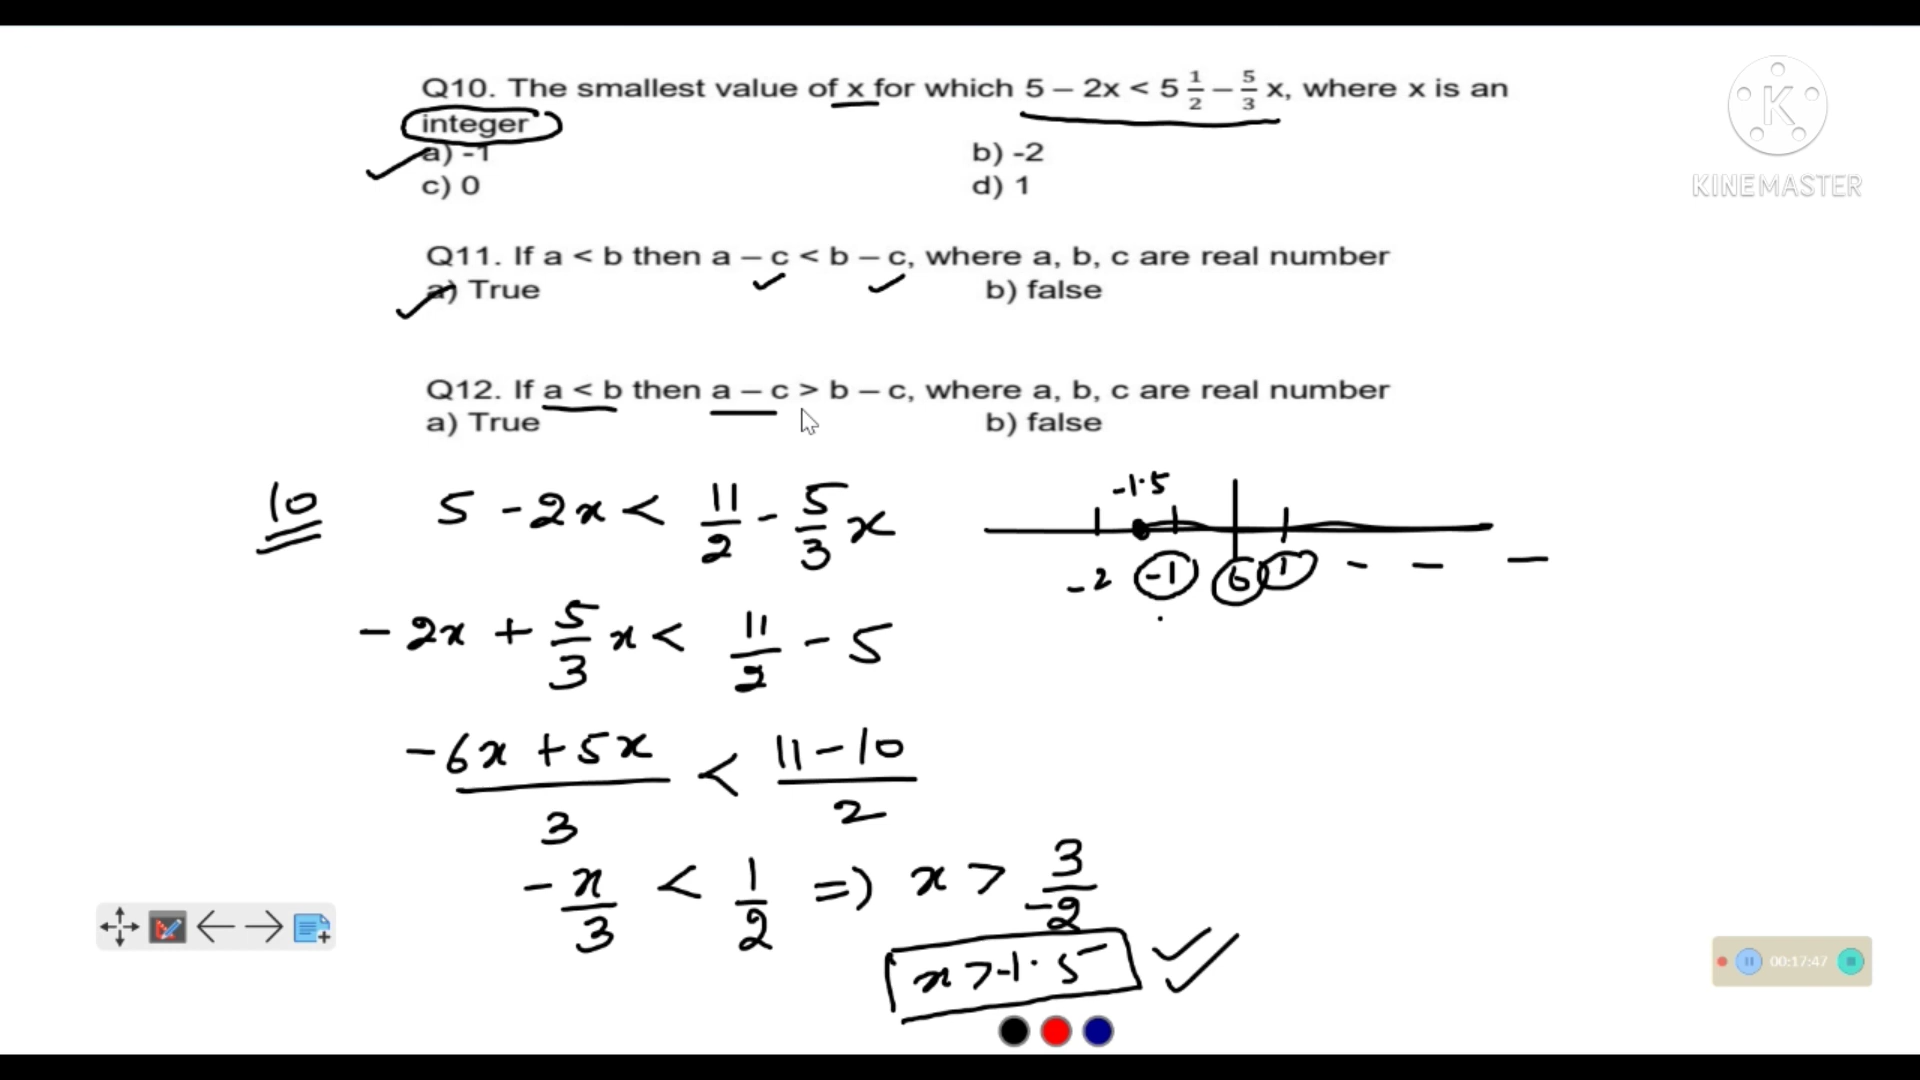 Q10. The smallest value of x for which 5 – 2x < 5 1/2 – 5/3 x, where x is an
integer
a) -1 b) -2
c) 0 d) 1
K
KINEMASTER
Q11. If a < b then a – c < b – c, where a, b, c are real number
a) True b) false
Q12. If a < b then a – c > b – c, where a, b, c are real number
a) True b) false
10 5 - 2x < 11/2 - 5/3 x
-1.5
-2 -1 0 1 - - -
- 2x + 5/3 x < 11/2 - 5
-6x + 5x / 3 < 11 - 10 / 2
- x/3 < 1/2 => x > 3/-2
x > -1.5
00:17:47